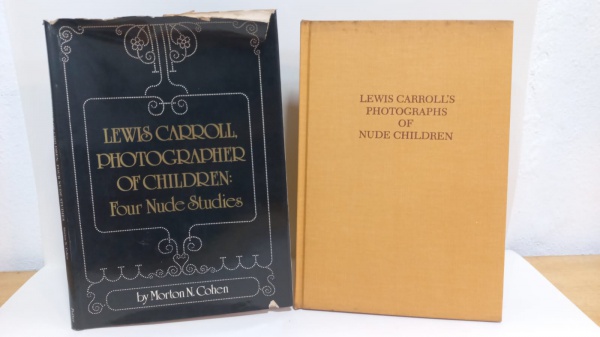 LEWIS CARROLL,
PHOTOGRAPHER
OF CHILDREN:
Four Nude Studies
by Morton N. Cohen
LEWIS CARROLL'S
PHOTOGRAPHS
OF
NUDE CHILDREN